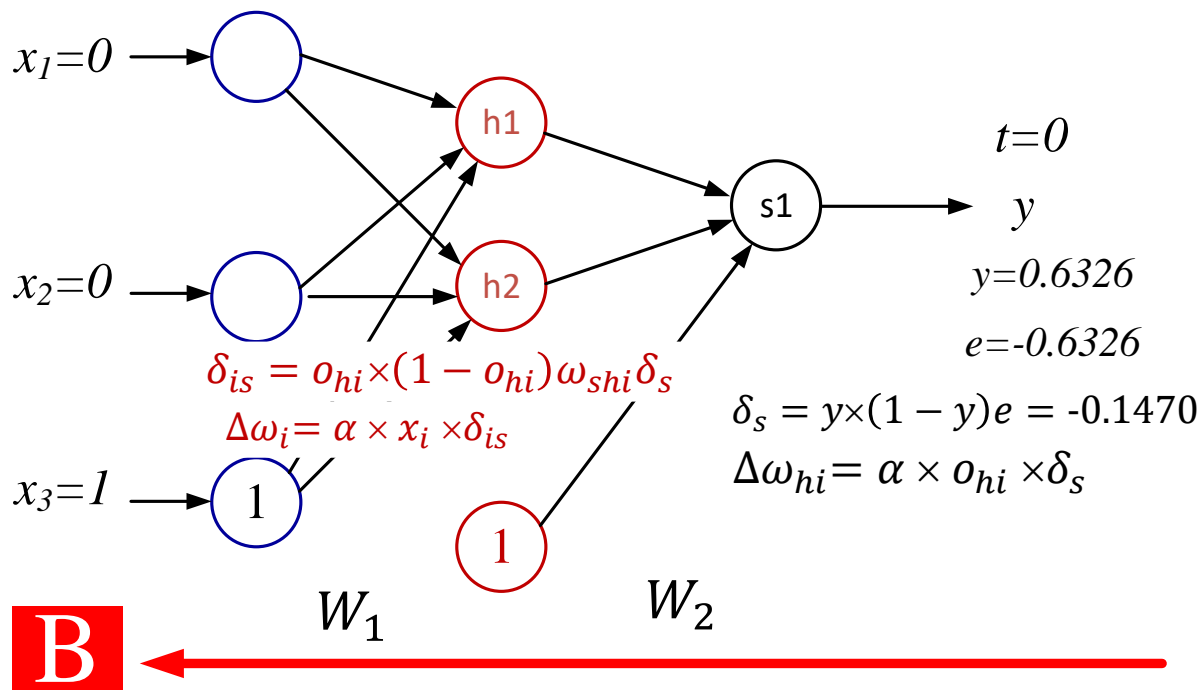 x₁=0
h1
t=0
s1
y
x₂=0
h2
y=0.6326
e=-0.6326
δᵢₛ = oₕᵢ×(1 − oₕᵢ)ωₛₕᵢδₛ
Δωᵢ= α × xᵢ ×δᵢₛ
δₛ = y×(1 − y)e = -0.1470
Δωₕᵢ= α × oₕᵢ ×δₛ
x₃=1
1
1
W₁
W₂
B